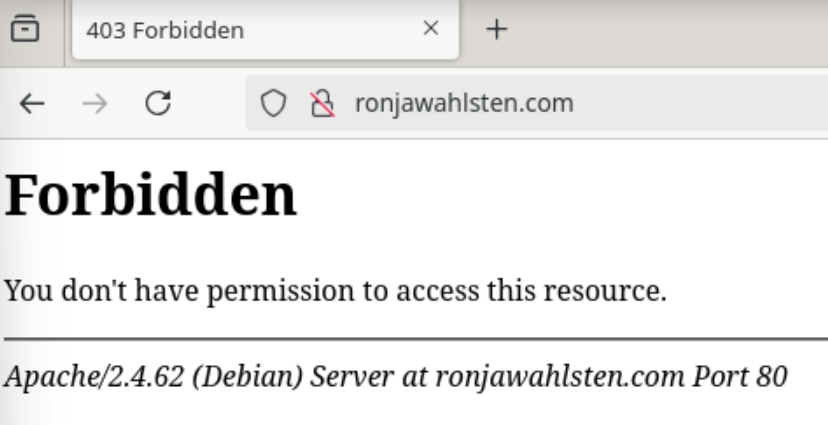 403 Forbidden
ronjawahlsten.com
Forbidden
You don't have permission to access this resource.
Apache/2.4.62 (Debian) Server at ronjawahlsten.com Port 80